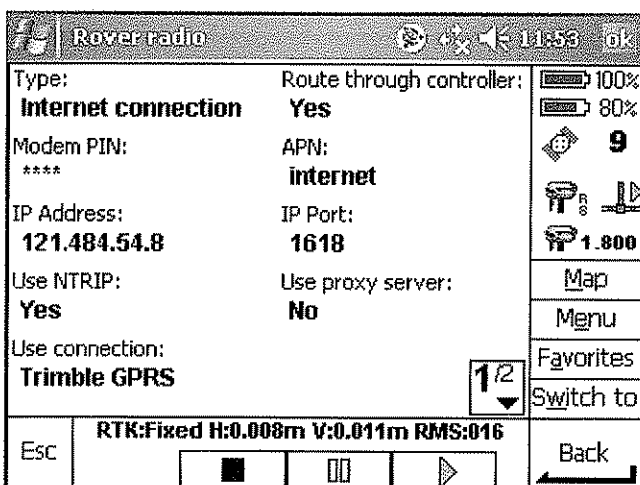 Rover radio 11:53 ok
Type:
Internet connection
Route through controller:
Yes
Modem PIN:
****
APN:
internet
IP Address:
121.484.54.8
IP Port:
1618
Use NTRIP:
Yes
Use proxy server:
No
Use connection:
Trimble GPRS
1/2
100%
80%
9
R
S
1.800
Map
Menu
Favorites
Switch to
Esc
RTK:Fixed H:0.008m V:0.011m RMS:016
Back